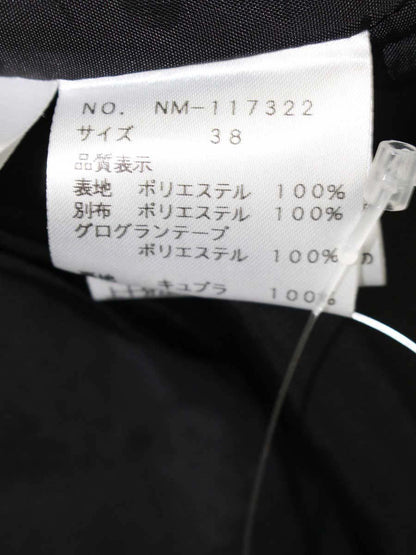 NO. NM-117322
サイズ 38
品質表示
表地 ポリエステル 100%
別布 ポリエステル 100%
グログランテープ
ポリエステル 100%
の
キュプラ 100%